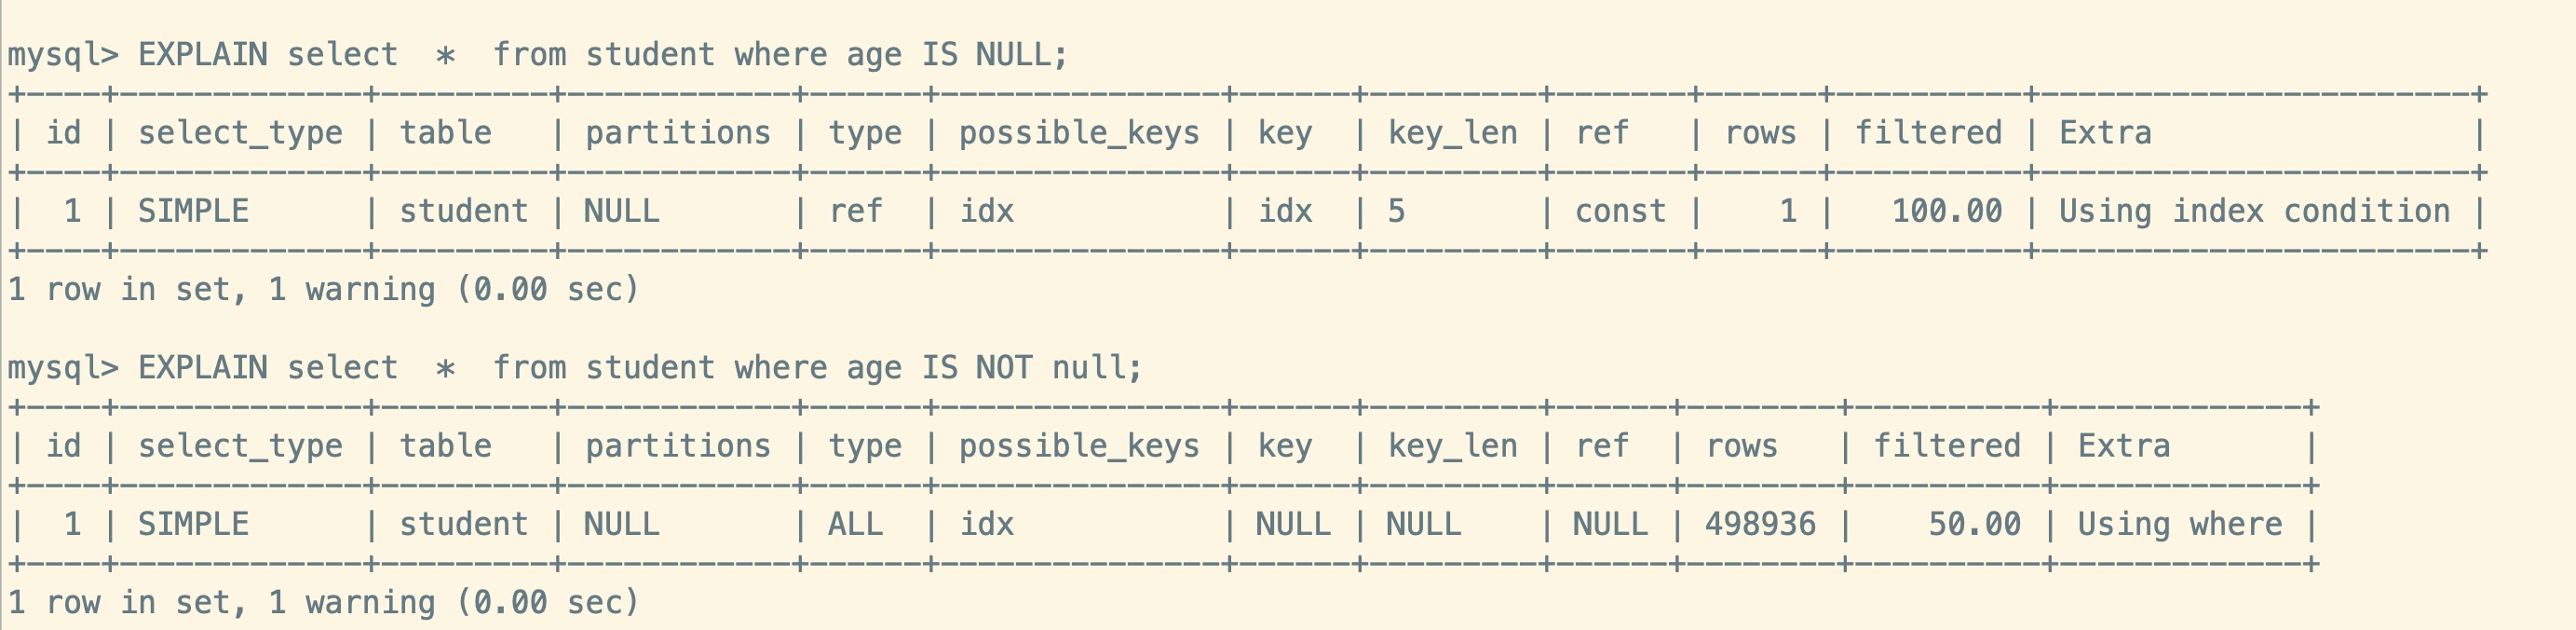 mysql> EXPLAIN select  *  from student where age IS NULL;
+----+-------------+---------+------------+------+---------------+------+---------+-------+------+----------+-----------------------+
| id | select_type | table   | partitions | type | possible_keys | key  | key_len | ref   | rows | filtered | Extra                 |
+----+-------------+---------+------------+------+---------------+------+---------+-------+------+----------+-----------------------+
|  1 | SIMPLE      | student | NULL       | ref  | idx           | idx  | 5       | const |    1 |   100.00 | Using index condition |
+----+-------------+---------+------------+------+---------------+------+---------+-------+------+----------+-----------------------+
1 row in set, 1 warning (0.00 sec)
mysql> EXPLAIN select  *  from student where age IS NOT null;
+----+-------------+---------+------------+------+---------------+------+---------+------+--------+----------+-------------+
| id | select_type | table   | partitions | type | possible_keys | key  | key_len | ref  | rows   | filtered | Extra       |
+----+-------------+---------+------------+------+---------------+------+---------+------+--------+----------+-------------+
|  1 | SIMPLE      | student | NULL       | ALL  | idx           | NULL | NULL    | NULL | 498936 |    50.00 | Using where |
+----+-------------+---------+------------+------+---------------+------+---------+------+--------+----------+-------------+
1 row in set, 1 warning (0.00 sec)